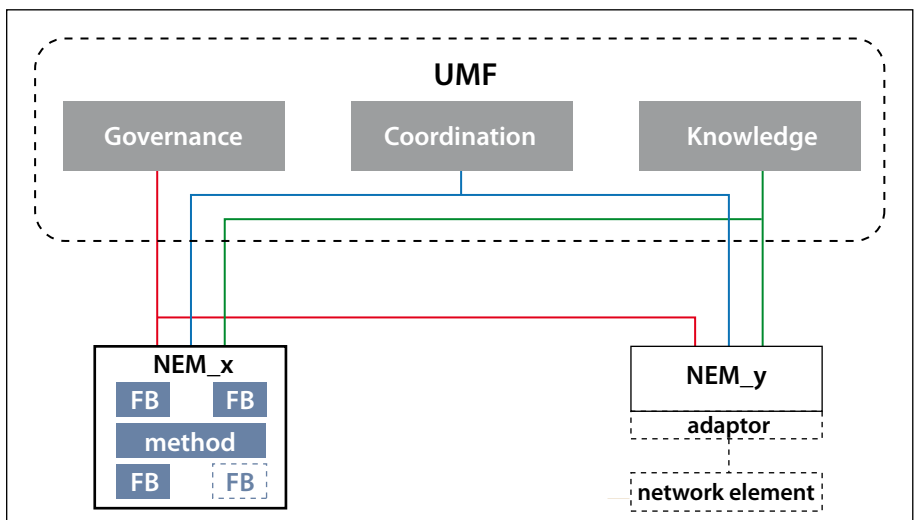 UMF
Governance Coordination Knowledge
NEM_x
FB FB
method
FB FB
NEM_y
adaptor
network element